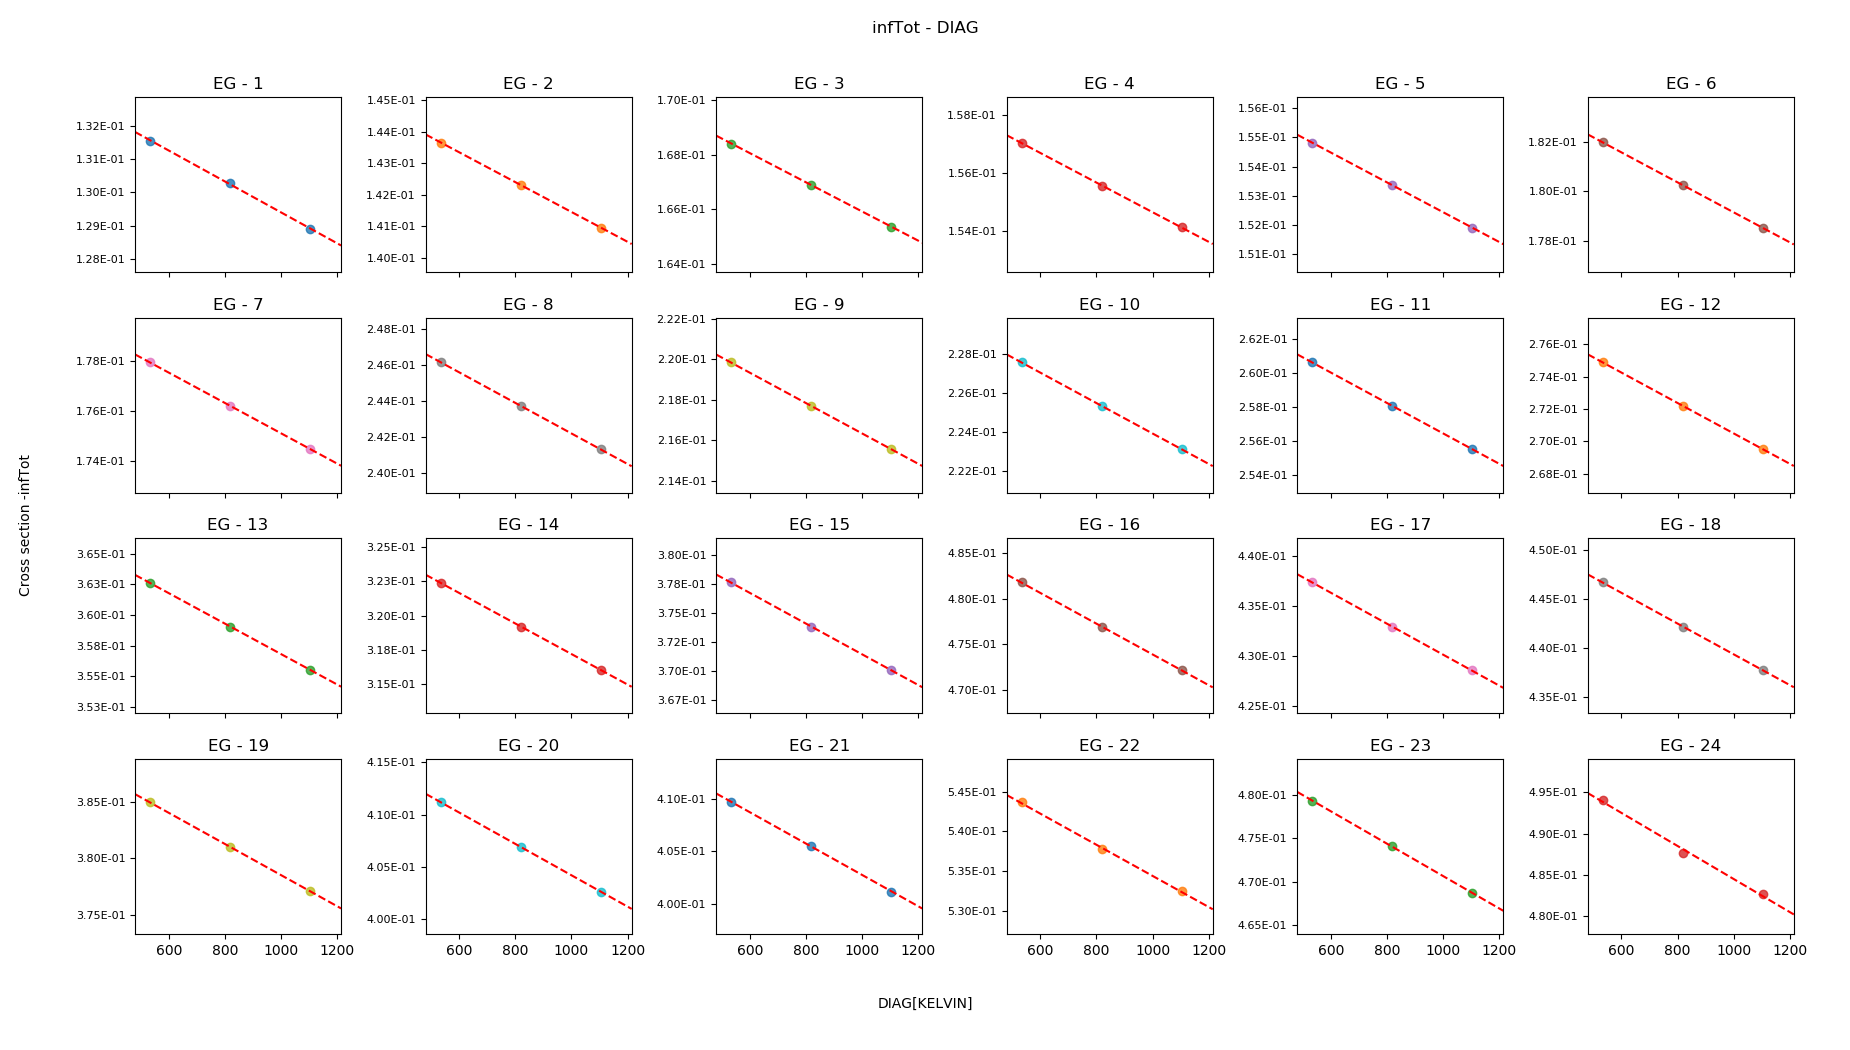 infTot - DIAG
EG - 1 EG - 2 EG - 3 EG - 4 EG - 5 EG - 6
1.32E-01 1.31E-01 1.30E-01 1.29E-01 1.28E-01
1.45E-01 1.44E-01 1.43E-01 1.42E-01 1.41E-01 1.40E-01
1.70E-01 1.68E-01 1.66E-01 1.64E-01
1.58E-01 1.56E-01 1.54E-01
1.56E-01 1.55E-01 1.54E-01 1.53E-01 1.52E-01 1.51E-01
1.82E-01 1.80E-01 1.78E-01
EG - 7 EG - 8 EG - 9 EG - 10 EG - 11 EG - 12
1.78E-01 1.76E-01 1.74E-01
2.48E-01 2.46E-01 2.44E-01 2.42E-01 2.40E-01
2.22E-01 2.20E-01 2.18E-01 2.16E-01 2.14E-01
2.28E-01 2.26E-01 2.24E-01 2.22E-01
2.62E-01 2.60E-01 2.58E-01 2.56E-01 2.54E-01
2.76E-01 2.74E-01 2.72E-01 2.70E-01 2.68E-01
EG - 13 EG - 14 EG - 15 EG - 16 EG - 17 EG - 18
3.65E-01 3.63E-01 3.60E-01 3.58E-01 3.55E-01 3.53E-01
3.25E-01 3.23E-01 3.20E-01 3.18E-01 3.15E-01
3.80E-01 3.78E-01 3.75E-01 3.72E-01 3.70E-01 3.67E-01
4.85E-01 4.80E-01 4.75E-01 4.70E-01
4.40E-01 4.35E-01 4.30E-01 4.25E-01
4.50E-01 4.45E-01 4.40E-01 4.35E-01
EG - 19 EG - 20 EG - 21 EG - 22 EG - 23 EG - 24
3.85E-01 3.80E-01 3.75E-01
4.15E-01 4.10E-01 4.05E-01 4.00E-01
4.10E-01 4.05E-01 4.00E-01
5.45E-01 5.40E-01 5.35E-01 5.30E-01
4.80E-01 4.75E-01 4.70E-01 4.65E-01
4.95E-01 4.90E-01 4.85E-01 4.80E-01
600 800 1000 1200 600 800 1000 1200 600 800 1000 1200 600 800 1000 1200 600 800 1000 1200 600 800 1000 1200
Cross section -infTot
DIAG[KELVIN]